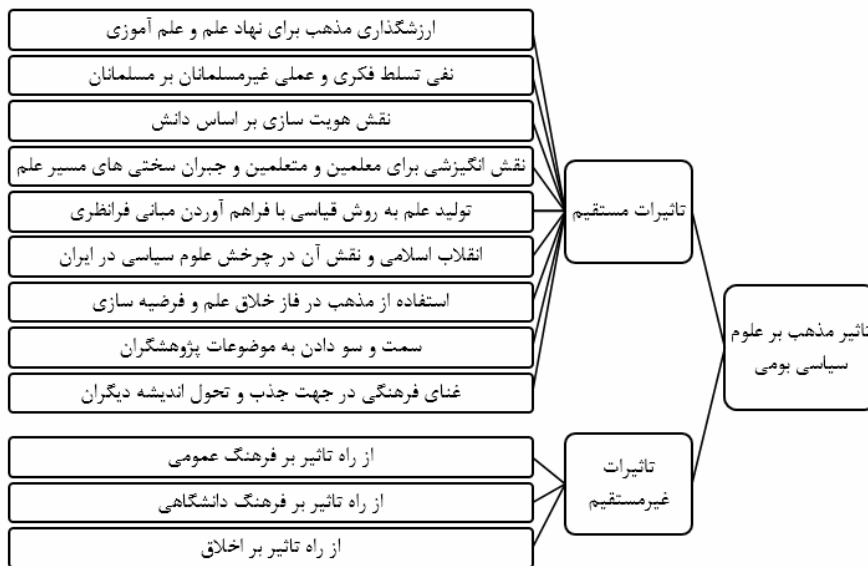 تاثیر مذهب بر علوم
سیاسی بومی
تاثیرات مستقیم
ارزشگذاری مذهب برای نهاد علم و علم آموزی
نفی تسلط فکری و عملی غیرمسلمانان بر مسلمانان
نقش هویت سازی بر اساس دانش
نقش انگیزشی برای معلمین و متعلمین و جبران سختی های مسیر علم
تولید علم به روش قیاسی با فراهم آوردن مبانی فرانظری
انقلاب اسلامی و نقش آن در چرخش علوم سیاسی در ایران
استفاده از مذهب در فاز خلاق علم و فرضیه سازی
سمت و سو دادن به موضوعات پژوهشگران
غنای فرهنگی در جهت جذب و تحول اندیشه دیگران
تاثیرات
غیرمستقیم
از راه تاثیر بر فرهنگ عمومی
از راه تاثیر بر فرهنگ دانشگاهی
از راه تاثیر بر اخلاق